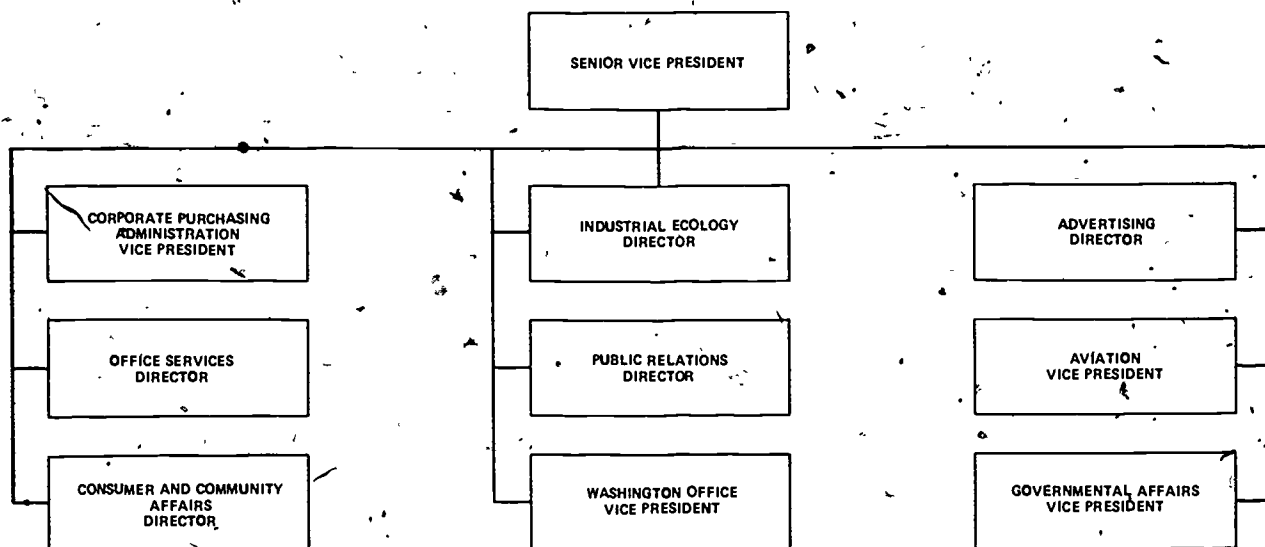 SENIOR VICE PRESIDENT
CORPORATE PURCHASING
ADMINISTRATION
VICE PRESIDENT
INDUSTRIAL ECOLOGY
DIRECTOR
ADVERTISING
DIRECTOR
OFFICE SERVICES
DIRECTOR
PUBLIC RELATIONS
DIRECTOR
AVIATION
VICE PRESIDENT
CONSUMER AND COMMUNITY
AFFAIRS
DIRECTOR
WASHINGTON OFFICE
VICE PRESIDENT
GOVERNMENTAL AFFAIRS
VICE PRESIDENT